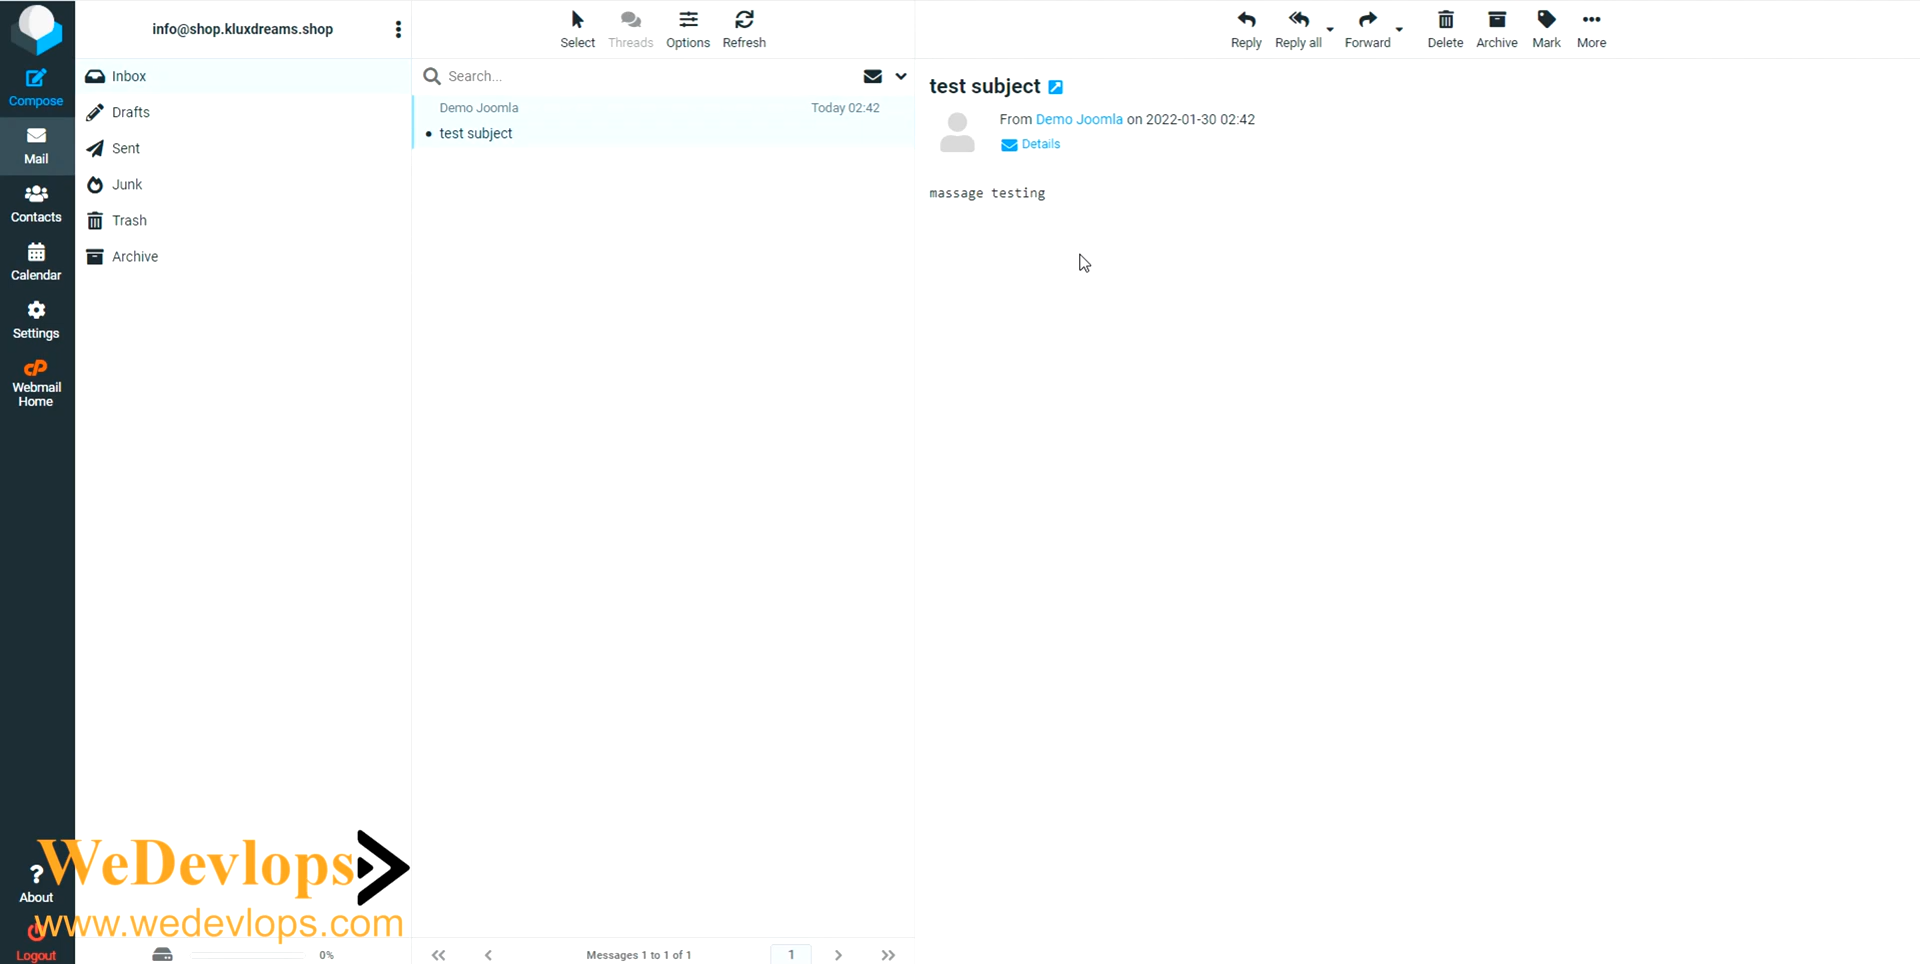 info@shop.kluxdreams.shop
Compose
Mail
Contacts
Calendar
Settings
cP
Webmail
Home
About
Logout
Inbox
Drafts
Sent
Junk
Trash
Archive
0%
Select
Threads
Options
Refresh
Search...
Demo Joomla
Today 02:42
• test subject
Messages 1 to 1 of 1
1
Reply
Reply all
Forward
Delete
Archive
Mark
More
test subject
From Demo Joomla on 2022-01-30 02:42
Details
massage testing
WeDevlops
www.wedevlops.com